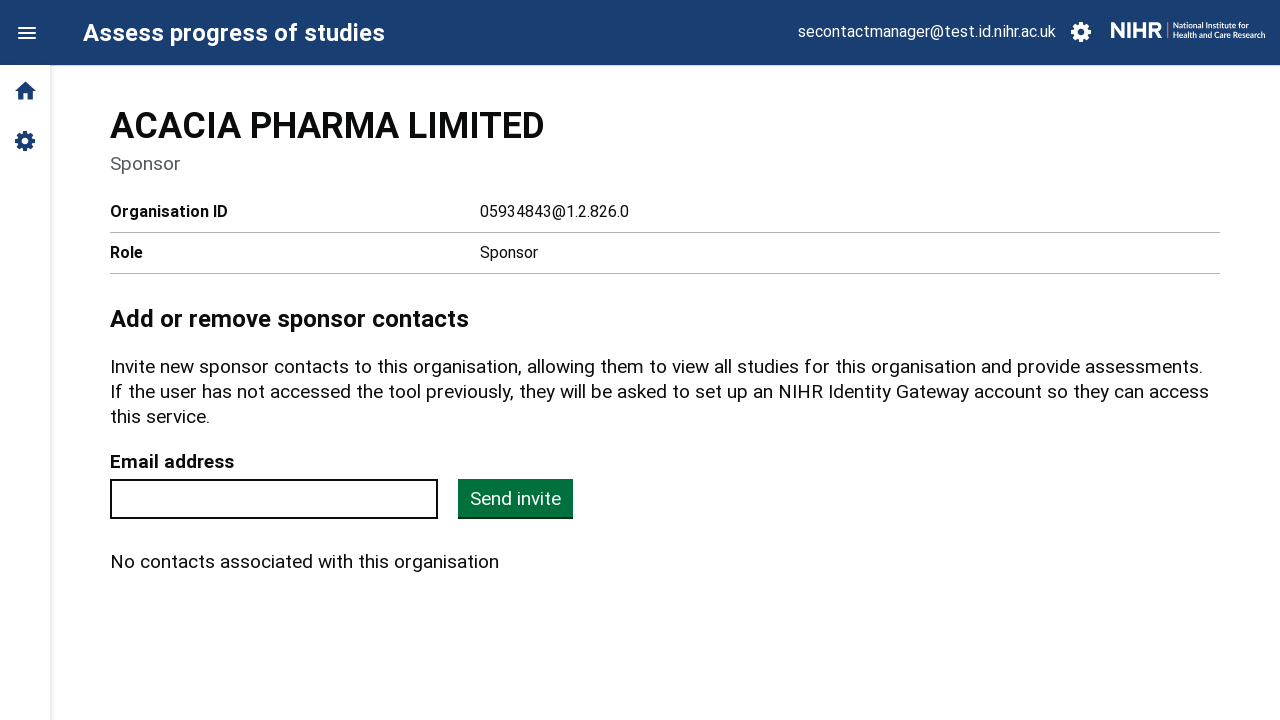 Assess progress of studies
secontactmanager@test.id.nihr.ac.uk
NIHR | National Institute for
Health and Care Research
ACACIA PHARMA LIMITED
Sponsor
Organisation ID 05934843@1.2.826.0
Role Sponsor
Add or remove sponsor contacts
Invite new sponsor contacts to this organisation, allowing them to view all studies for this organisation and provide assessments.
If the user has not accessed the tool previously, they will be asked to set up an NIHR Identity Gateway account so they can access
this service.
Email address
Send invite
No contacts associated with this organisation